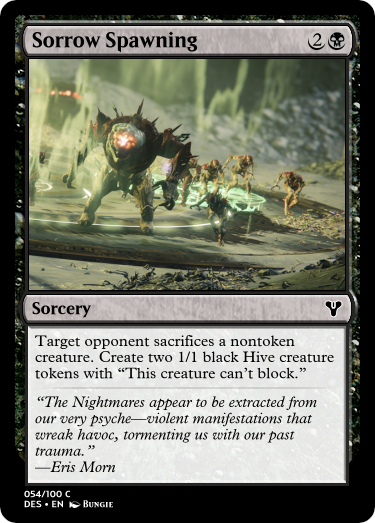 Sorrow Spawning 2
Sorcery
Target opponent sacrifices a nontoken
creature. Create two 1/1 black Hive creature
tokens with “This creature can’t block.”
“The Nightmares appear to be extracted from
our very psyche—violent manifestations that
wreak havoc, tormenting us with our past
trauma.”
—Eris Morn
054/100 C
DES • EN Bungie